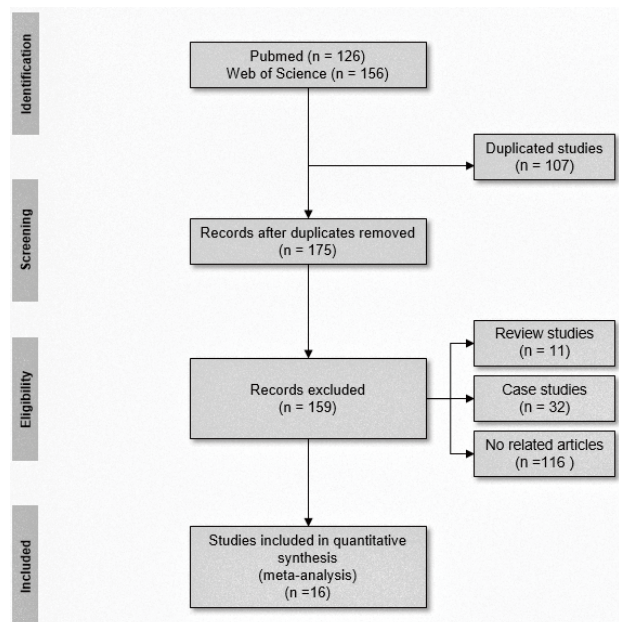 Identification
Pubmed (n = 126)
Web of Science (n = 156)
Duplicated studies
(n = 107)
Screening
Records after duplicates removed
(n = 175)
Eligibility
Records excluded
(n = 159)
Review studies
(n = 11)
Case studies
(n = 32)
No related articles
(n =116 )
Included
Studies included in quantitative
synthesis
(meta-analysis)
(n =16)